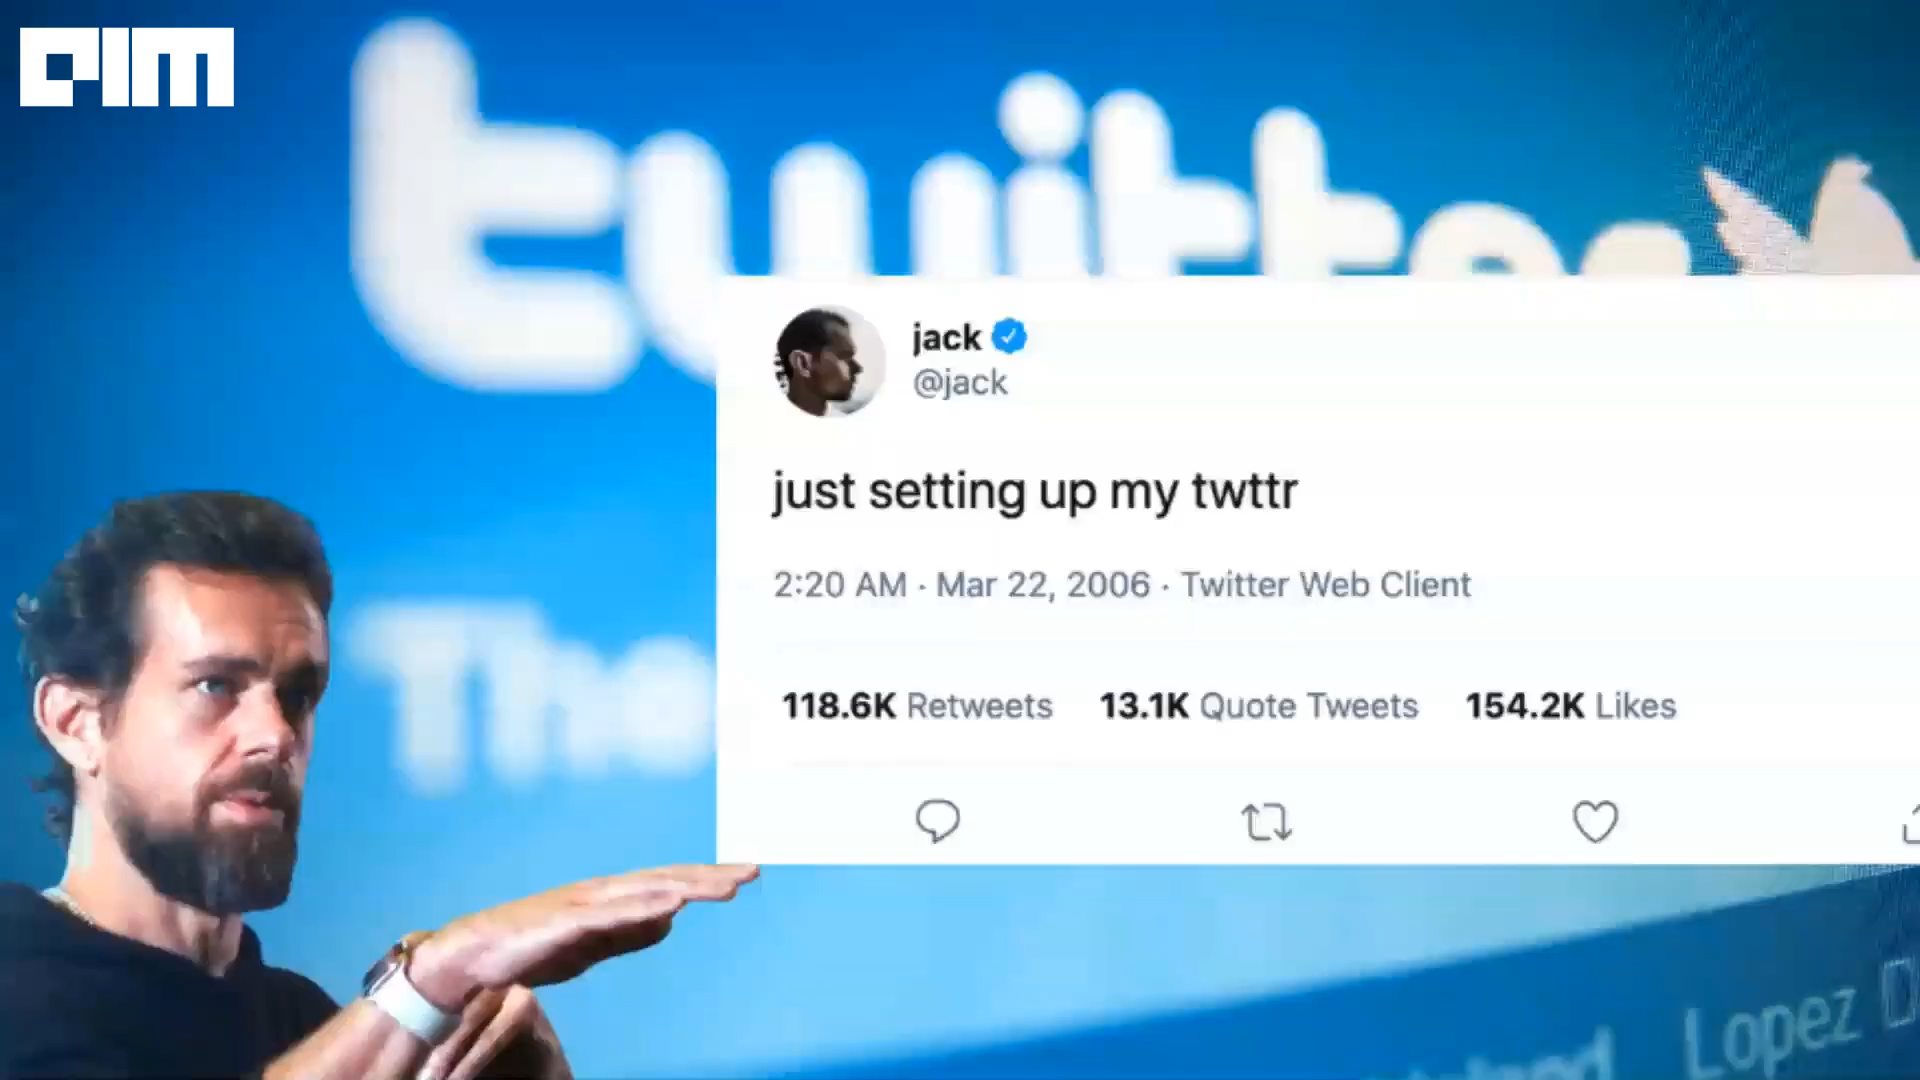 AIM
twitter
jack
@jack
just setting up my twttr
2:20 AM · Mar 22, 2006 · Twitter Web Client
118.6K Retweets 13.1K Quote Tweets 154.2K Likes
The
Lopez